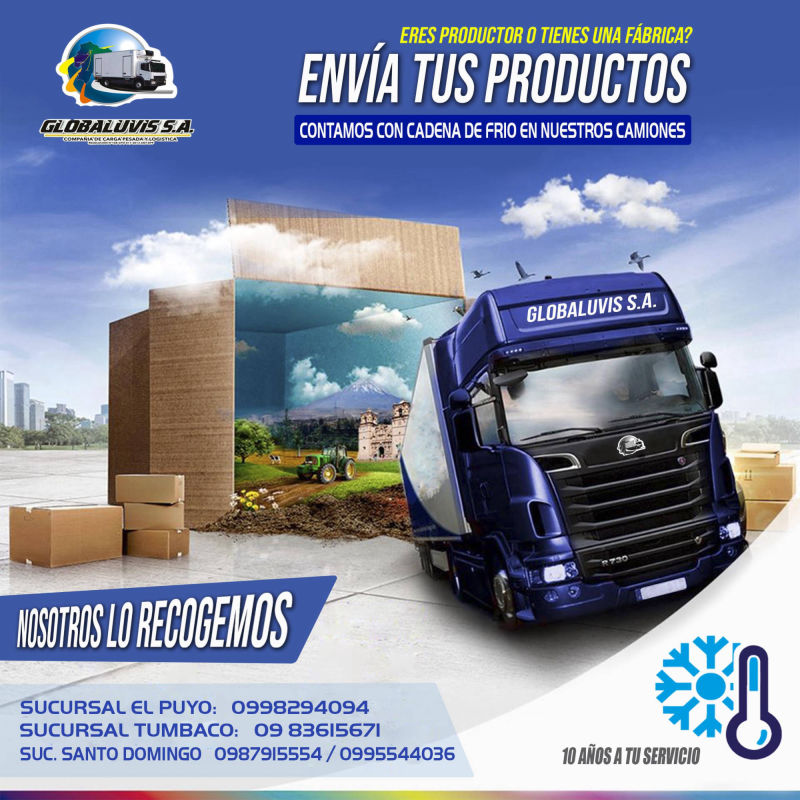 ERES PRODUCTOR O TIENES UNA FÁBRICA?
ENVÍA TUS PRODUCTOS
CONTAMOS CON CADENA DE FRIO EN NUESTROS CAMIONES
GLOBALUVIS S.A.
COMPAÑIA DE CARGA PESADA Y LOGISTICA
GLOBALUVIS S.A.
R 730
NOSOTROS LO RECOGEMOS
SUCURSAL EL PUYO: 0998294094
SUCURSAL TUMBACO: 09 83615671
SUC. SANTO DOMINGO 0987915554 / 0995544036
10 AÑOS A TU SERVICIO